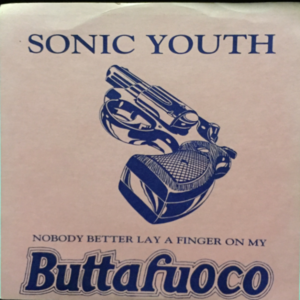 SONIC YOUTH
NOBODY BETTER LAY A FINGER ON MY
Buttafuoco